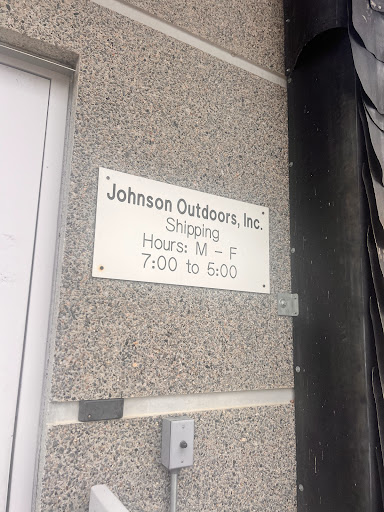 Johnson Outdoors, Inc.
Shipping
Hours: M - F
7:00 to 5:00